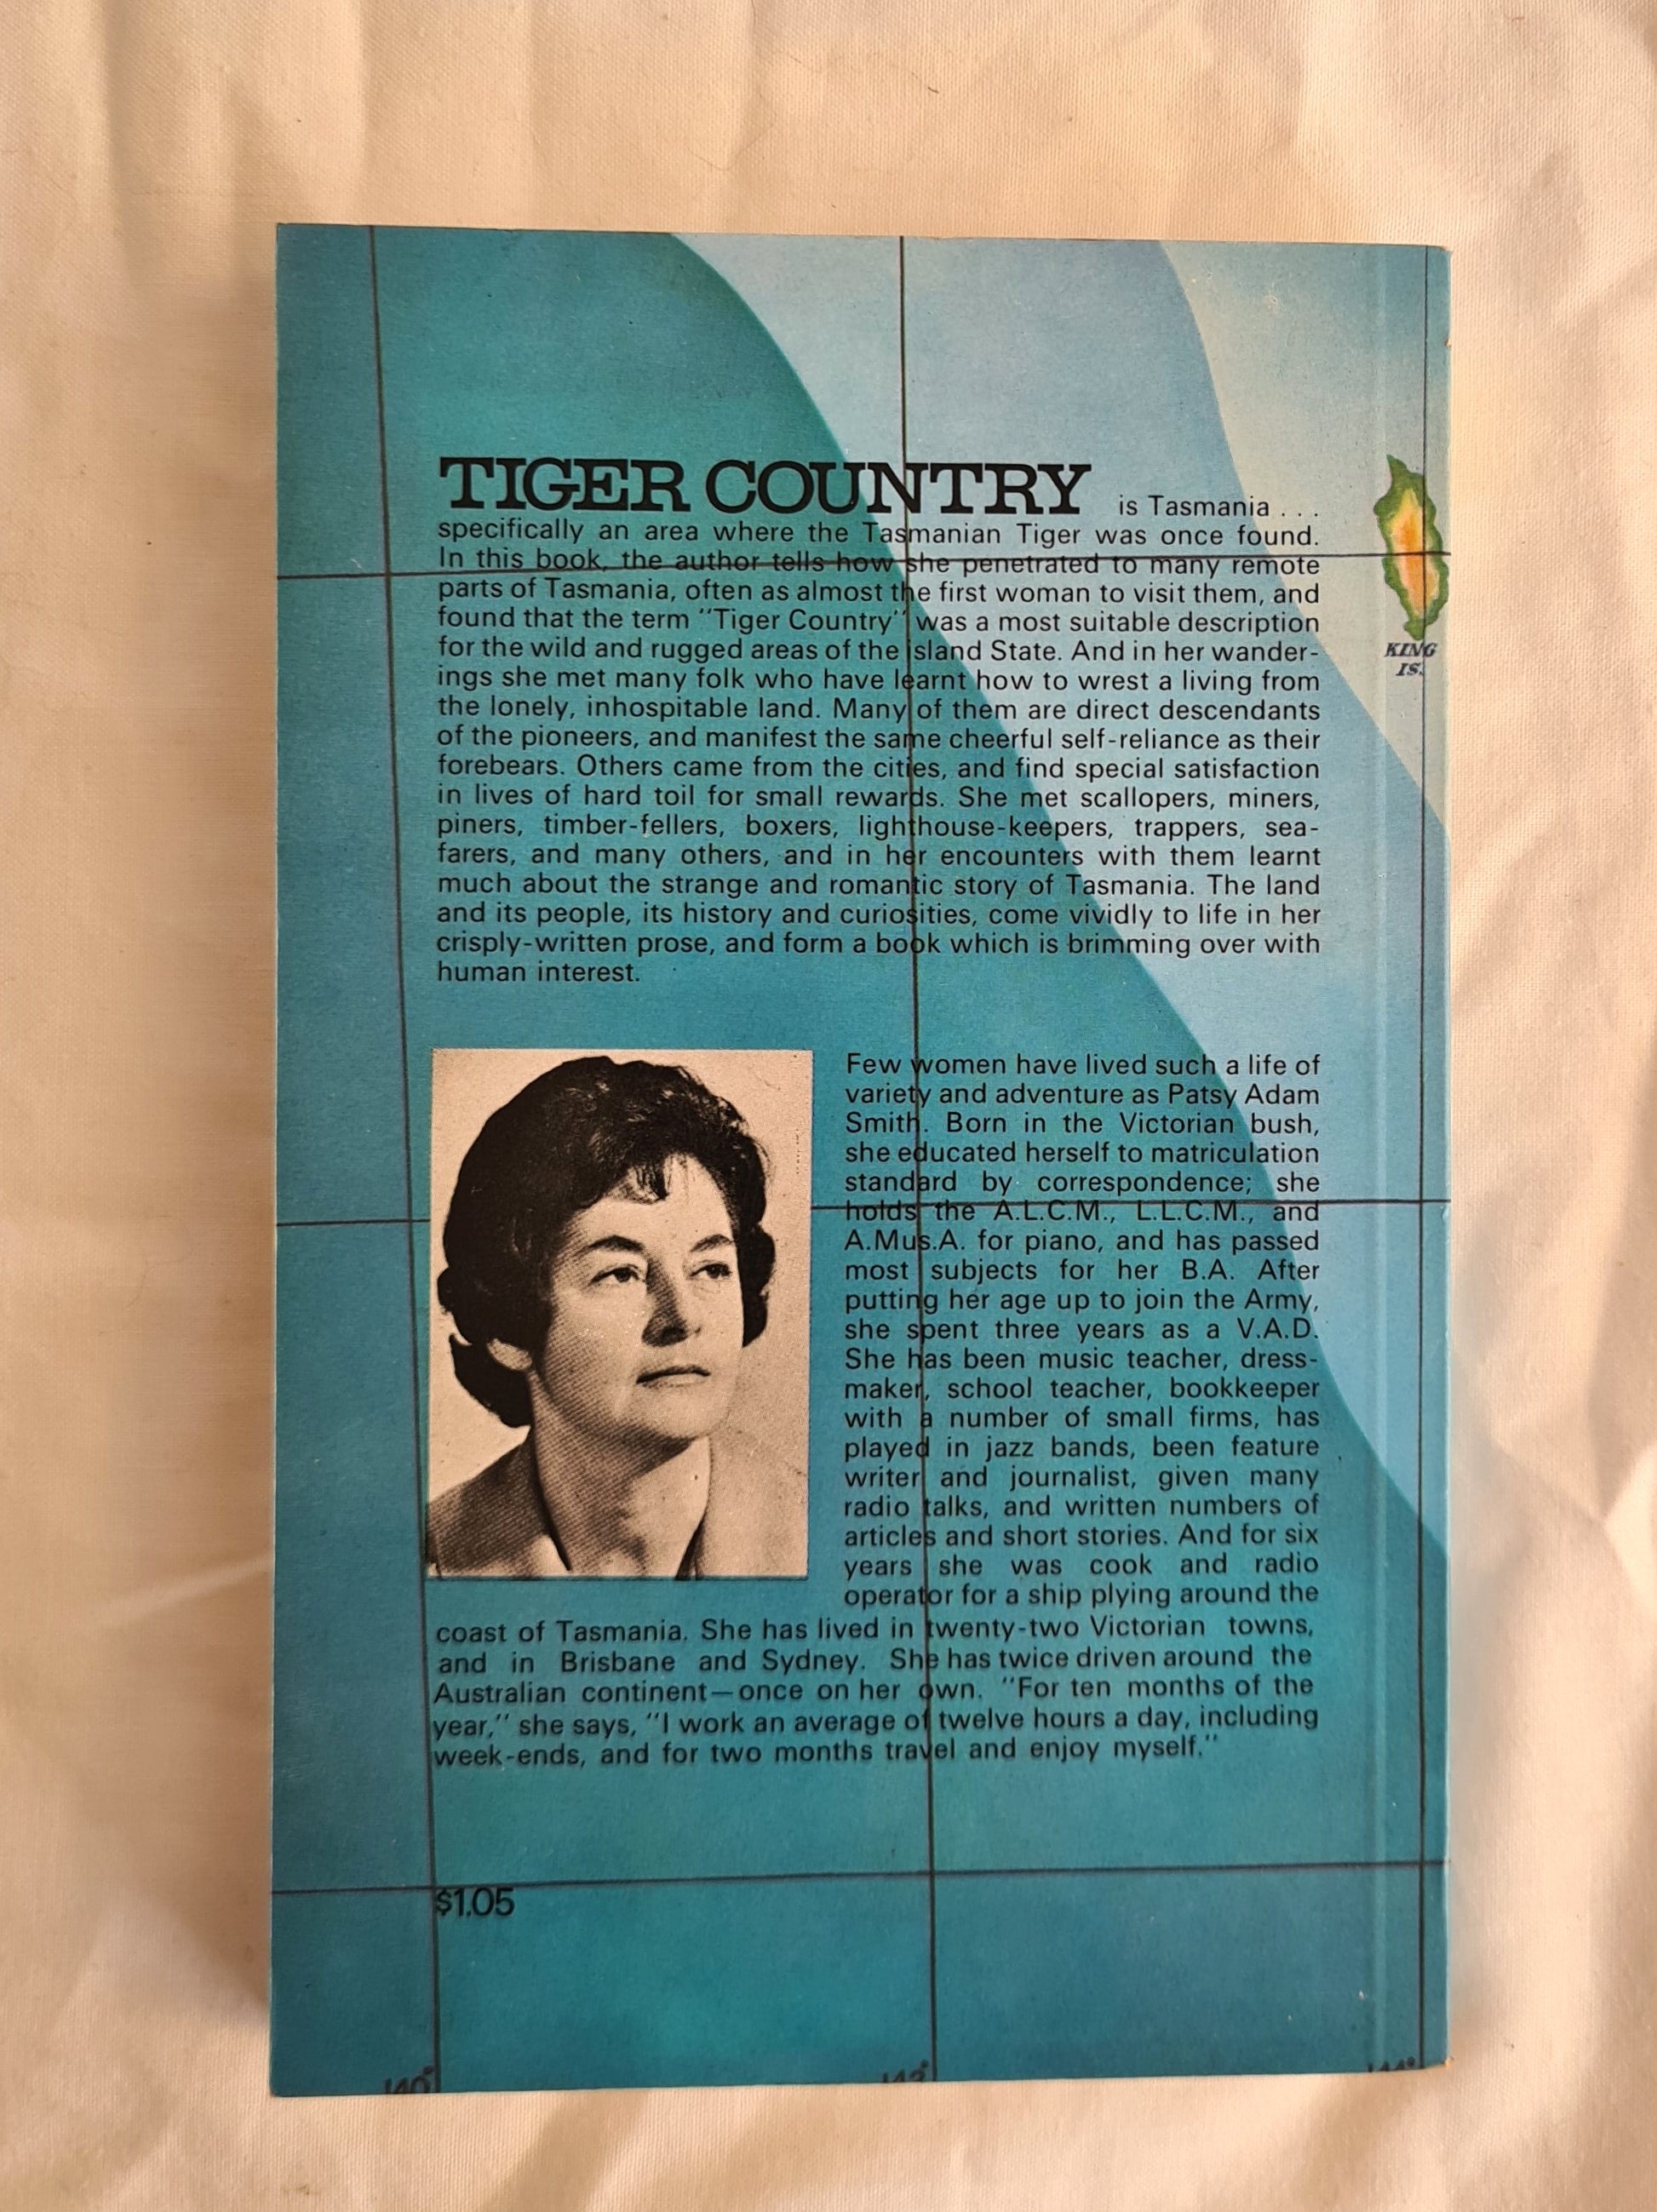 TIGER COUNTRY is Tasmania . . .
specifically an area where the Tasmanian Tiger was once found.
In this book, the author tells how she penetrated to many remote
parts of Tasmania, often as almost the first woman to visit them, and
found that the term "Tiger Country" was a most suitable description
for the wild and rugged areas of the island State. And in her wander-
ings she met many folk who have learnt how to wrest a living from
the lonely, inhospitable land. Many of them are direct descendants
of the pioneers, and manifest the same cheerful self-reliance as their
forebears. Others came from the cities, and find special satisfaction
in lives of hard toil for small rewards. She met scallopers, miners,
piners, timber-fellers, boxers, lighthouse-keepers, trappers, sea-
farers, and many others, and in her encounters with them learnt
much about the strange and romantic story of Tasmania. The land
and its people, its history and curiosities, come vividly to life in her
crisply-written prose, and form a book which is brimming over with
human interest.
KING
IS.
Few women have lived such a life of
variety and adventure as Patsy Adam
Smith. Born in the Victorian bush,
she educated herself to matriculation
standard by correspondence; she
holds the A.L.C.M., L.L.C.M., and
A.Mus.A. for piano, and has passed
most subjects for her B.A. After
putting her age up to join the Army,
she spent three years as a V.A.D.
She has been music teacher, dress-
maker, school teacher, bookkeeper
with a number of small firms, has
played in jazz bands, been feature
writer and journalist, given many
radio talks, and written numbers of
articles and short stories. And for six
years she was cook and radio
operator for a ship plying around the
coast of Tasmania. She has lived in twenty-two Victorian towns,
and in Brisbane and Sydney. She has twice driven around the
Australian continent—once on her own. "For ten months of the
year," she says, "I work an average of twelve hours a day, including
week-ends, and for two months travel and enjoy myself."
$1.05
140° 142° 144°